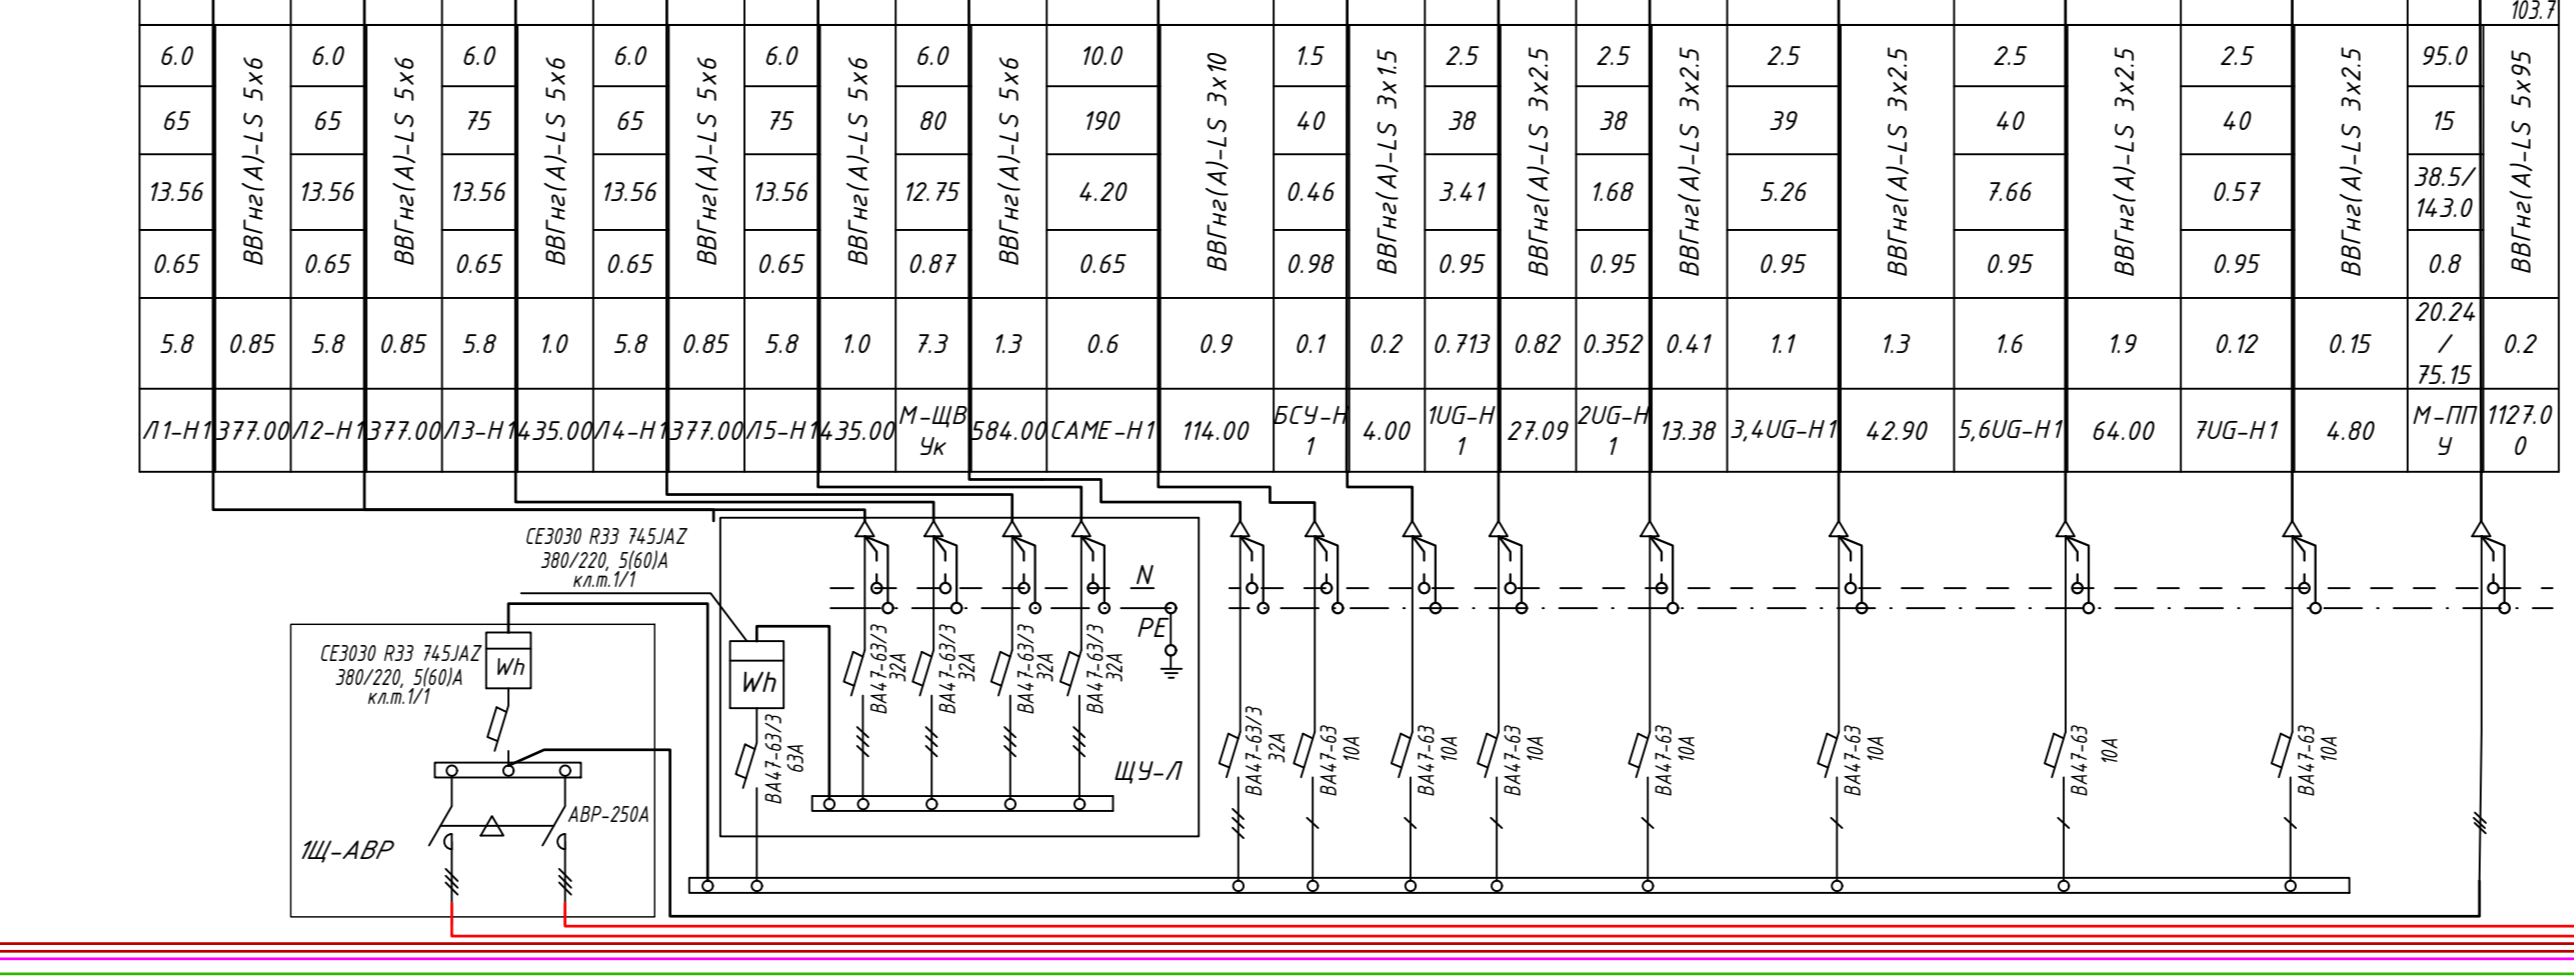 103.7
6.0 ВВГнг(А)-LS 5х6 6.0 ВВГнг(А)-LS 5х6 6.0 ВВГнг(А)-LS 5х6 6.0 ВВГнг(А)-LS 5х6 6.0 ВВГнг(А)-LS 5х6 6.0 ВВГнг(А)-LS 5х6 10.0 ВВГнг(А)-LS 3х10 1.5 ВВГнг(А)-LS 3х1.5 2.5 ВВГнг(А)-LS 3х2.5 2.5 ВВГнг(А)-LS 3х2.5 2.5 ВВГнг(А)-LS 3х2.5 2.5 ВВГнг(А)-LS 3х2.5 2.5 ВВГнг(А)-LS 3х2.5 95.0 ВВГнг(А)-LS 5х95
65 65 75 65 75 80 190 40 38 38 39 40 40 15
13.56 13.56 13.56 13.56 13.56 12.75 4.20 0.46 3.41 1.68 5.26 7.66 0.57 38.5/
143.0
0.65 0.65 0.65 0.65 0.65 0.87 0.65 0.98 0.95 0.95 0.95 0.95 0.95 0.8
5.8 0.85 5.8 0.85 5.8 1.0 5.8 0.85 5.8 1.0 7.3 1.3 0.6 0.9 0.1 0.2 0.713 0.82 0.352 0.41 1.1 1.3 1.6 1.9 0.12 0.15 20.24
/
75.15
0.2
Л1-Н1 377.00 Л2-Н1 377.00 Л3-Н1 435.00 Л4-Н1 377.00 Л5-Н1 435.00 М-ЩВ
Ук
584.00 САМЕ-Н1 114.00 БСУ-Н
1
4.00 1UG-Н
1
27.09 2UG-Н
1
13.38 3,4UG-Н1 42.90 5,6UG-Н1 64.00 7UG-Н1 4.80 М-ПП
У
1127.0
0
СЕ3030 R33 745JAZ
380/220, 5(60)А
кл.т.1/1
N
PE
СЕ3030 R33 745JAZ
380/220, 5(60)А
кл.т.1/1
Wh
Wh
ВА47-63/3
63А
ВА47-63/3
32А
ВА47-63/3
32А
ВА47-63/3
32А
ВА47-63/3
32А
ЩУ-Л
ВА47-63/3
32А
ВА47-63
10А
ВА47-63
10А
ВА47-63
10А
ВА47-63
10А
ВА47-63
10А
ВА47-63
10А
ВА47-63
10А
АВР-250А
1Щ-АВР